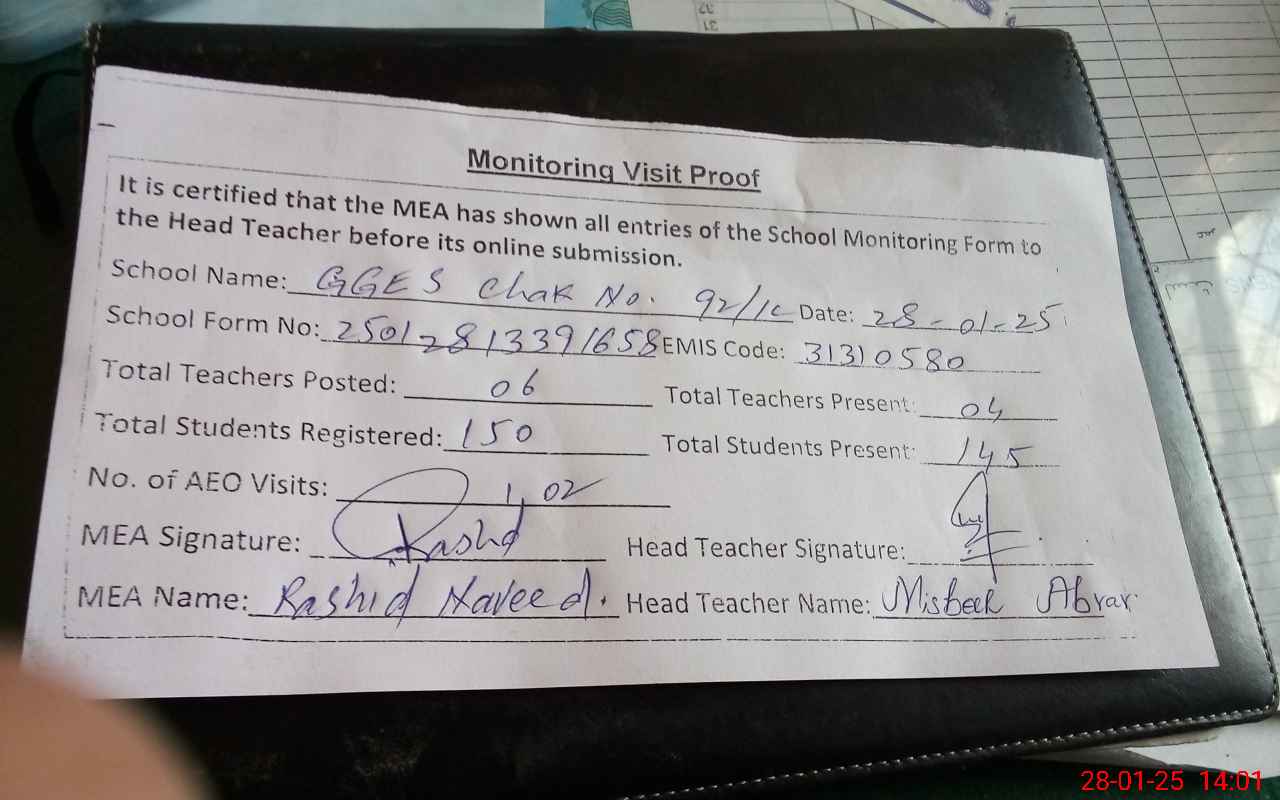 Monitoring Visit Proof
It is certified that the MEA has shown all entries of the School Monitoring Form to
the Head Teacher before its online submission.
School Name: GGES Chak No. 92/1L Date: 28-01-25
School Form No: 25012813391658 EMIS Code: 31310580
Total Teachers Posted: 06 Total Teachers Present: 04
Total Students Registered: 150 Total Students Present: 145
No. of AEO Visits: 1, 02
MEA Signature: Rashd Head Teacher Signature:
MEA Name: Rashid Naveed. Head Teacher Name: Abrar
28-01-25 14:01